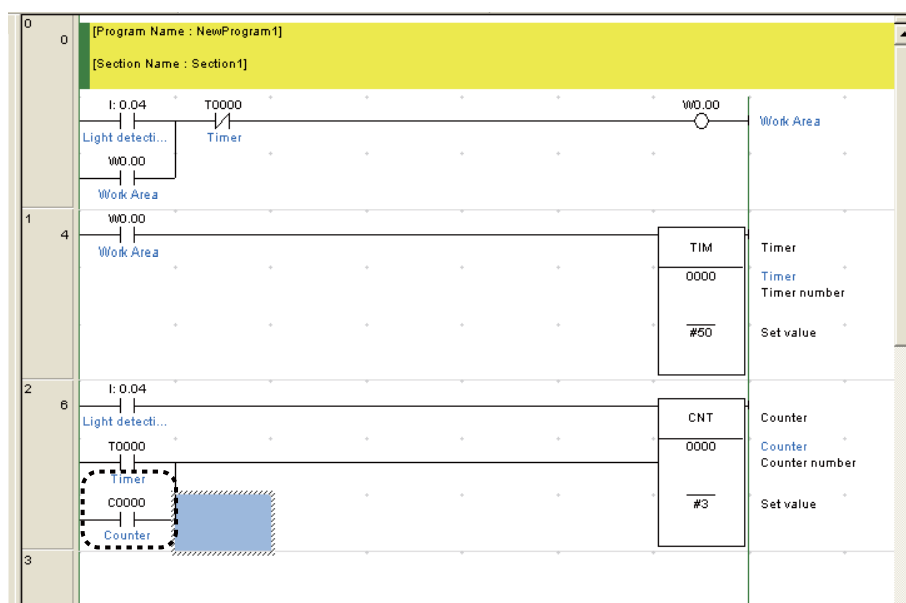 0
0
[Program Name : NewProgram1]
[Section Name : Section1]
I: 0.04 T0000 W0.00
Work Area
Light detecti... Timer
W0.00
Work Area
1 W0.00
4
Work Area
TIM Timer
0000 Timer
Timer number
#50 Set value
2 I: 0.04
6
Light detecti...
CNT Counter
T0000 0000 Counter
Counter number
Timer
C0000 #3 Set value
Counter
3